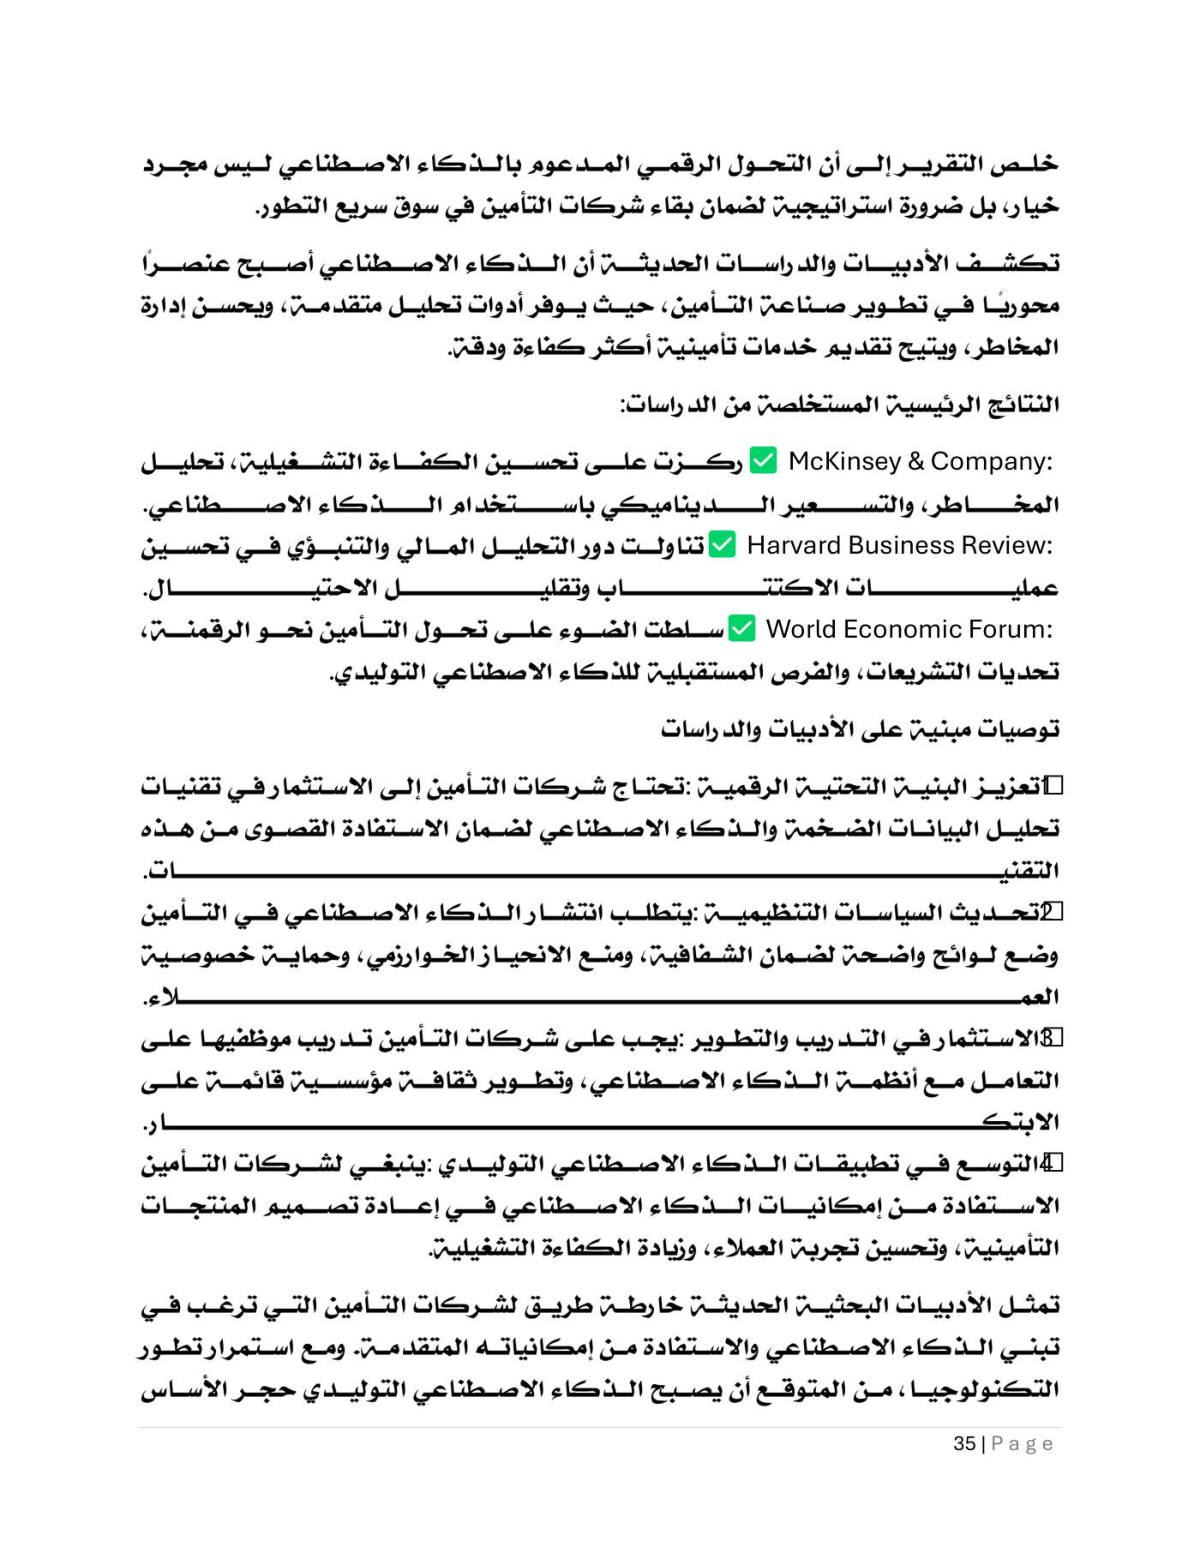 خلص التقرير إلى أن التحول الرقمي المدعوم بالذكاء الاصطناعي ليس مجرد
خيار، بل ضرورة استراتيجية لضمان بقاء شركات التأمين في سوق سريع التطور.
تكشف الأدبيات والدراسات الحديثة أن الذكاء الاصطناعي أصبح عنصرًا
محوريًا في تطوير صناعة التأمين، حيث يوفر أدوات تحليل متقدمة، ويحسن إدارة
المخاطر، ويتيح تقديم خدمات تأمينية أكثر كفاءة ودقة.
النتائج الرئيسية المستخلصة من الدراسات:
McKinsey & Company: ✅ ركزت على تحسين الكفاءة التشغيلية، تحليل
المخاطر، والتسعير الديناميكي باستخدام الذكاء الاصطناعي.
Harvard Business Review: ✅ تناولت دور التحليل المالي والتنبؤي في تحسين
عمليات الاكتتاب وتقليل الاحتيال.
World Economic Forum: ✅ سلطت الضوء على تحول التأمين نحو الرقمنة،
تحديات التشريعات، والفرص المستقبلية للذكاء الاصطناعي التوليدي.
توصيات مبنية على الأدبيات والدراسات
1تعزيز البنية التحتية الرقمية :تحتاج شركات التأمين إلى الاستثمار في تقنيات
تحليل البيانات الضخمة والذكاء الاصطناعي لضمان الاستفادة القصوى من هذه
التقنيات.
2تحديث السياسات التنظيمية :يتطلب انتشار الذكاء الاصطناعي في التأمين
وضع لوائح واضحة لضمان الشفافية، ومنع الانحياز الخوارزمي، وحماية خصوصية
العملاء.
3الاستثمار في التدريب والتطوير :يجب على شركات التأمين تدريب موظفيها على
التعامل مع أنظمة الذكاء الاصطناعي، وتطوير ثقافة مؤسسية قائمة على
الابتكار.
4التوسع في تطبيقات الذكاء الاصطناعي التوليدي :ينبغي لشركات التأمين
الاستفادة من إمكانيات الذكاء الاصطناعي في إعادة تصميم المنتجات
التأمينية، وتحسين تجربة العملاء، وزيادة الكفاءة التشغيلية.
تمثل الأدبيات البحثية الحديثة خارطة طريق لشركات التأمين التي ترغب في
تبني الذكاء الاصطناعي والاستفادة من إمكانياته المتقدمة. ومع استمرار تطور
التكنولوجيا، من المتوقع أن يصبح الذكاء الاصطناعي التوليدي حجر الأساس
35 | Page